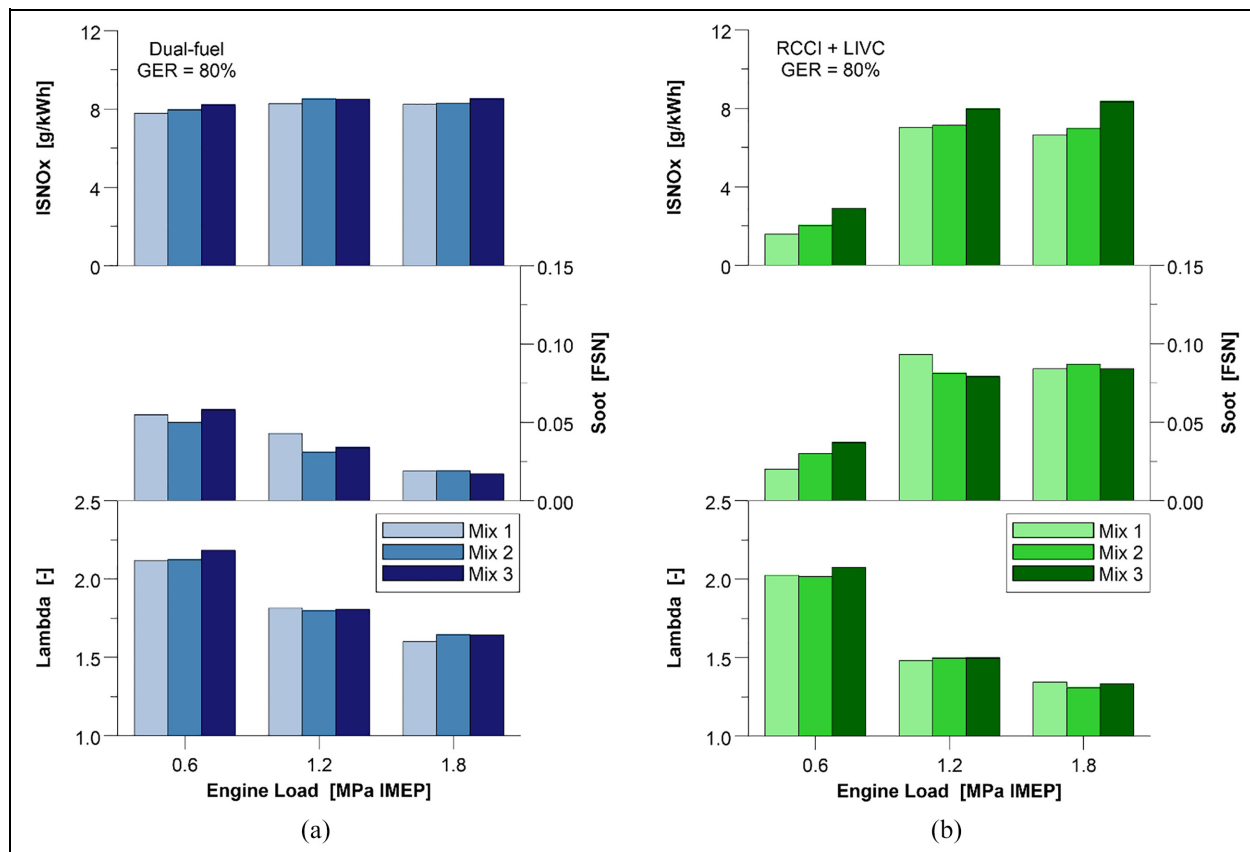 Dual-fuel
GER = 80%
ISNOx [g/kWh]
12
8
4
0
0.15
0.10
0.05
0.00
Soot [FSN]
2.5
2.0
1.5
1.0
Lambda [-]
Mix 1
Mix 2
Mix 3
0.6 1.2 1.8
Engine Load [MPa IMEP]
(a)
RCCI + LIVC
GER = 80%
ISNOx [g/kWh]
12
8
4
0
0.15
0.10
0.05
0.00
Soot [FSN]
2.5
2.0
1.5
1.0
Lambda [-]
Mix 1
Mix 2
Mix 3
0.6 1.2 1.8
Engine Load [MPa IMEP]
(b)